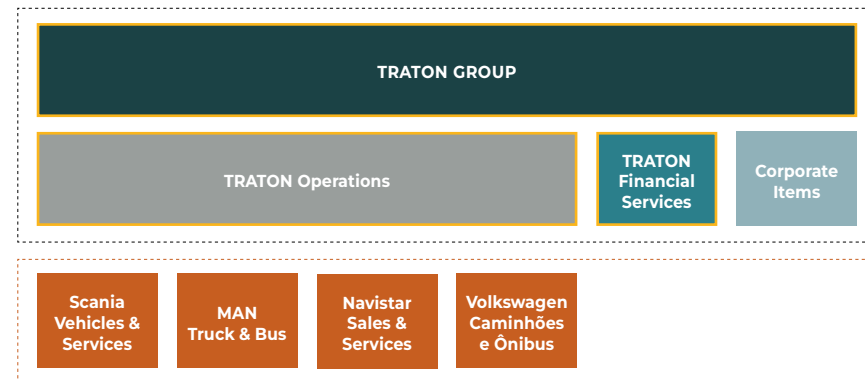 TRATON GROUP
TRATON Operations
TRATON
Financial
Services
Corporate
Items
Scania
Vehicles &
Services
MAN
Truck & Bus
Navistar
Sales &
Services
Volkswagen
Caminhões
e Ônibus